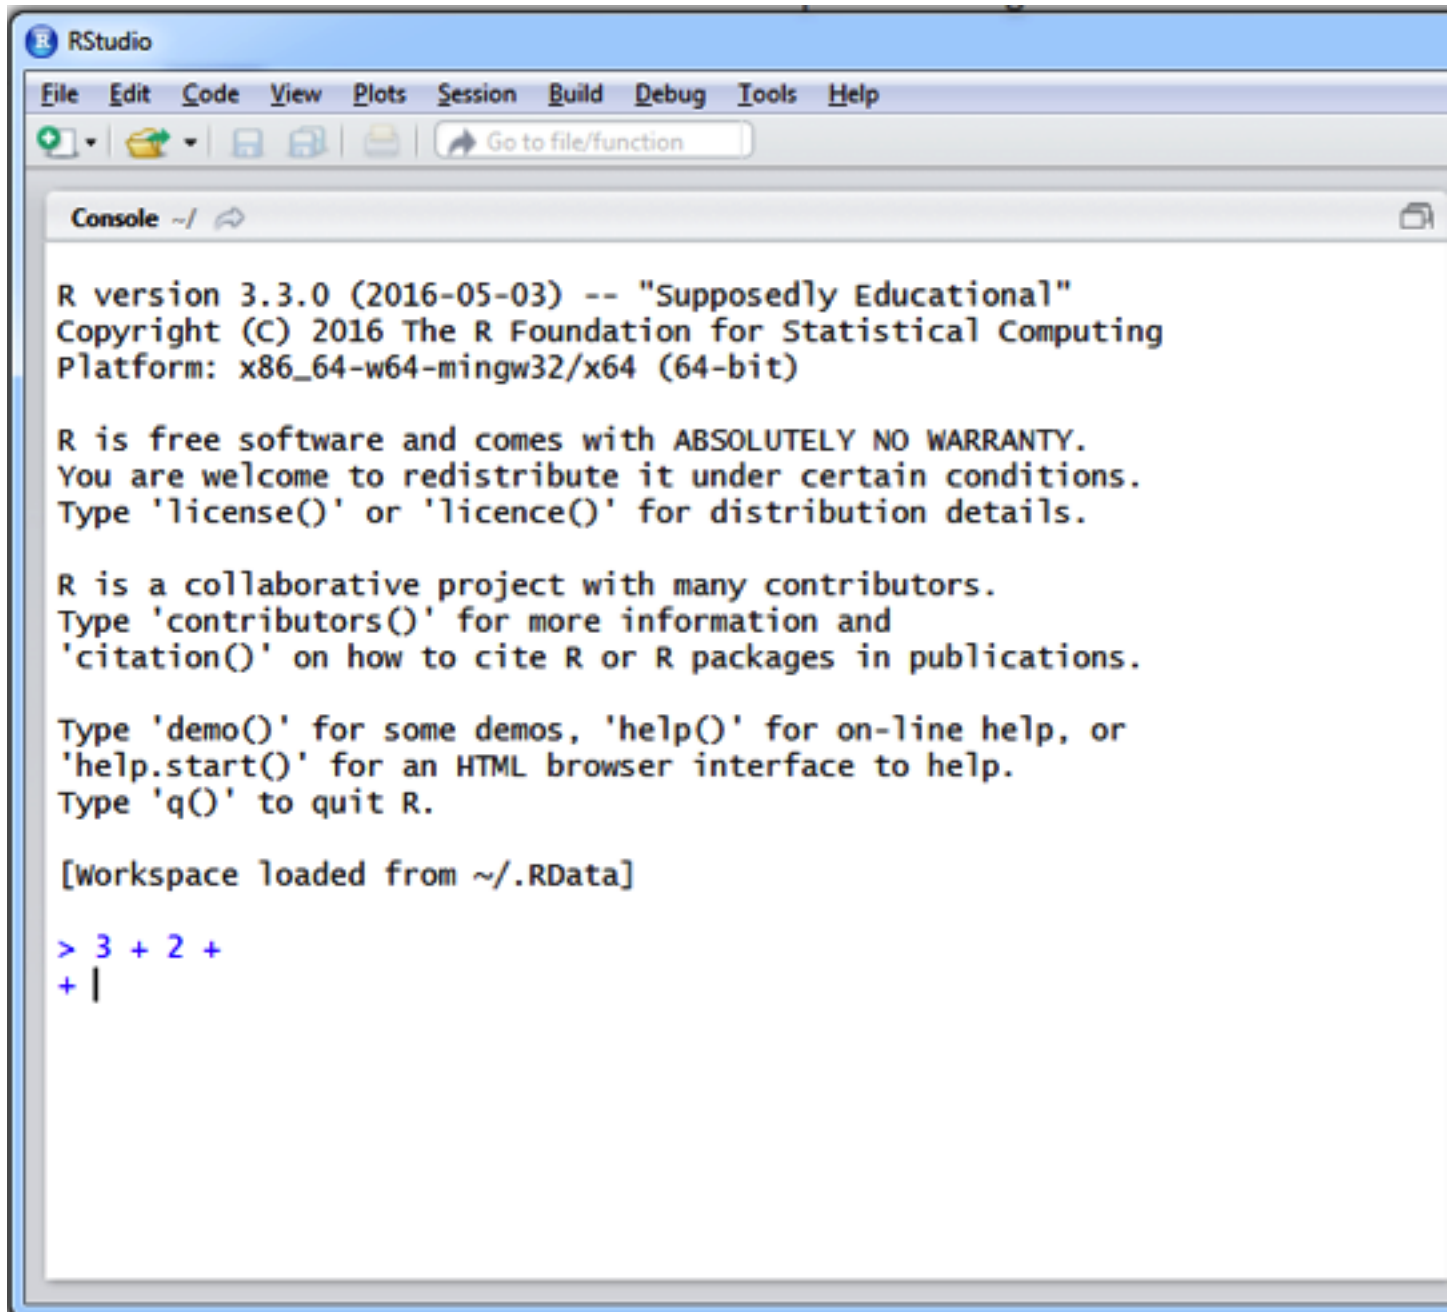 RStudio
File Edit Code View Plots Session Build Debug Tools Help
Go to file/function
Console ~/
R version 3.3.0 (2016-05-03) -- "Supposedly Educational"
Copyright (C) 2016 The R Foundation for Statistical Computing
Platform: x86_64-w64-mingw32/x64 (64-bit)
R is free software and comes with ABSOLUTELY NO WARRANTY.
You are welcome to redistribute it under certain conditions.
Type 'license()' or 'licence()' for distribution details.
R is a collaborative project with many contributors.
Type 'contributors()' for more information and
'citation()' on how to cite R or R packages in publications.
Type 'demo()' for some demos, 'help()' for on-line help, or
'help.start()' for an HTML browser interface to help.
Type 'q()' to quit R.
[Workspace loaded from ~/.RData]
> 3 + 2 +
+